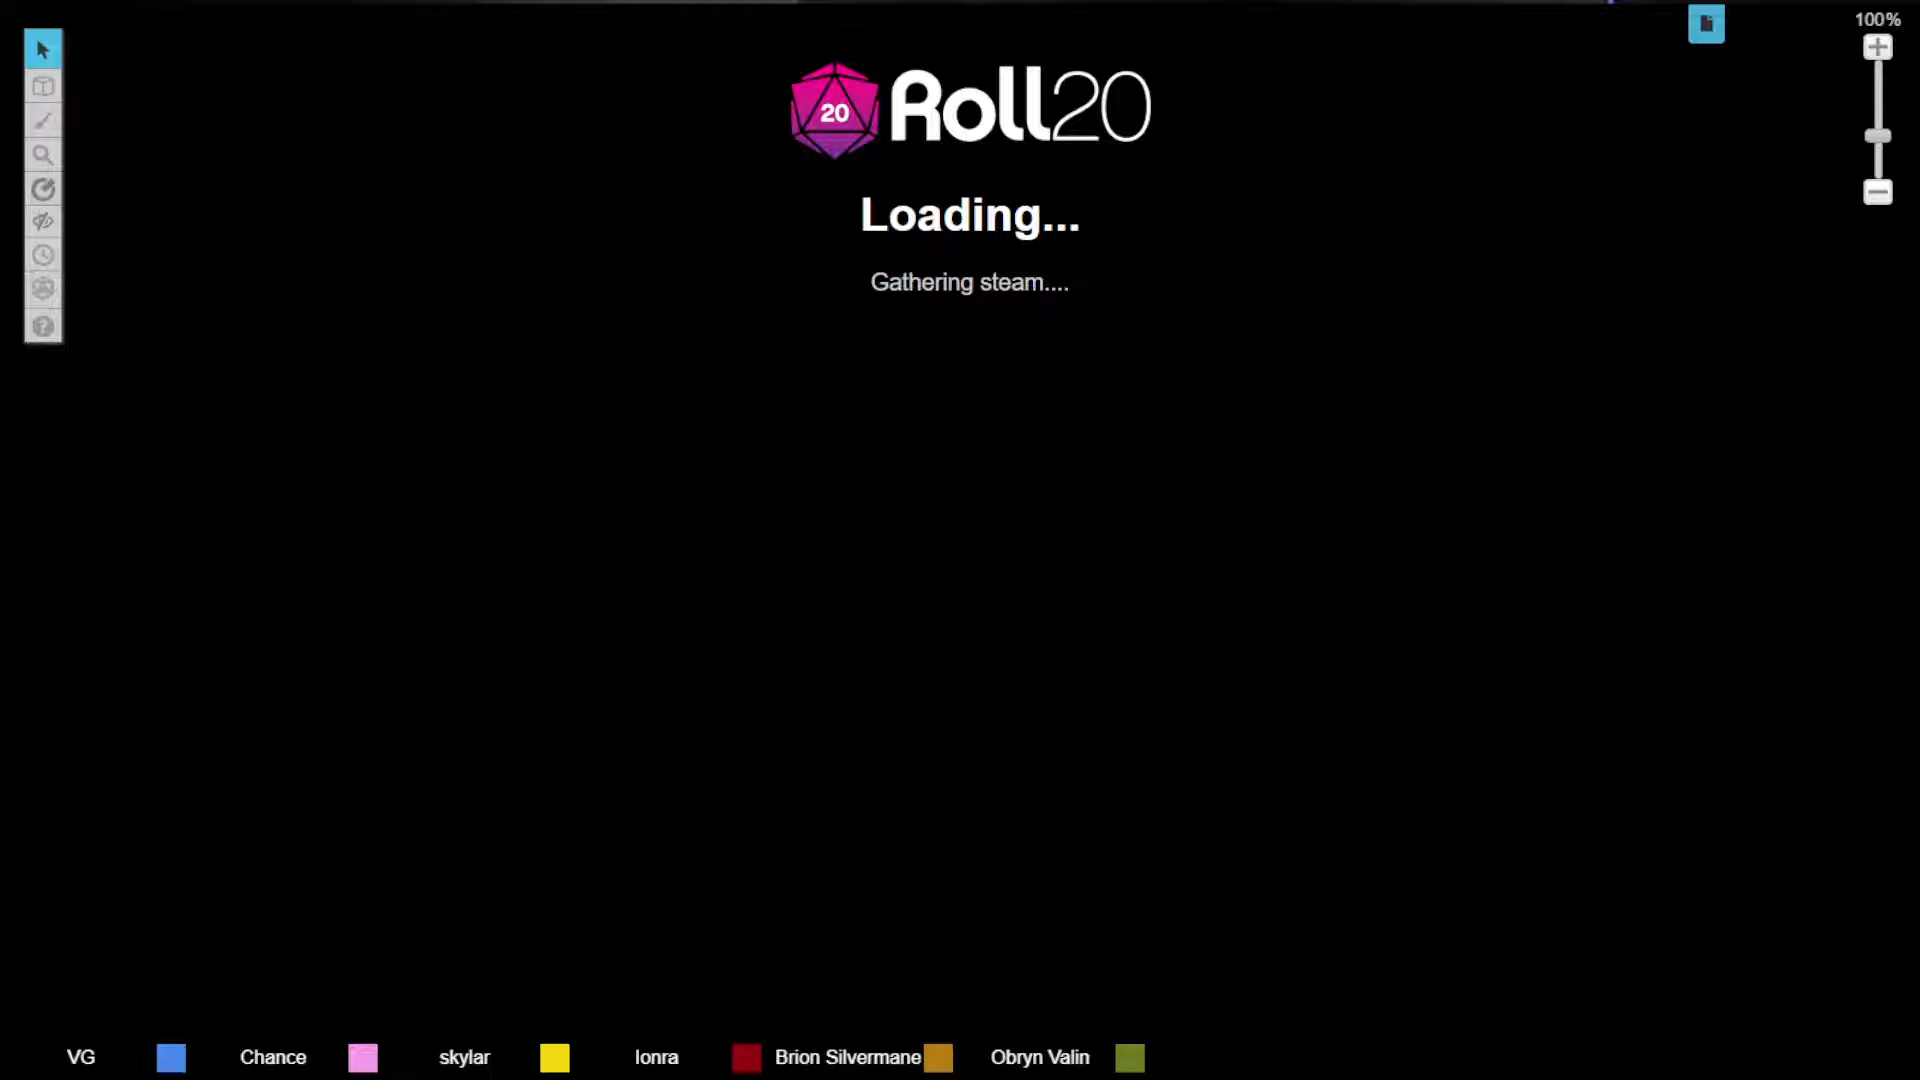 100%
20 Roll20
Loading...
Gathering steam....
VG Chance skylar Ionra Brion Silvermane Obryn Valin